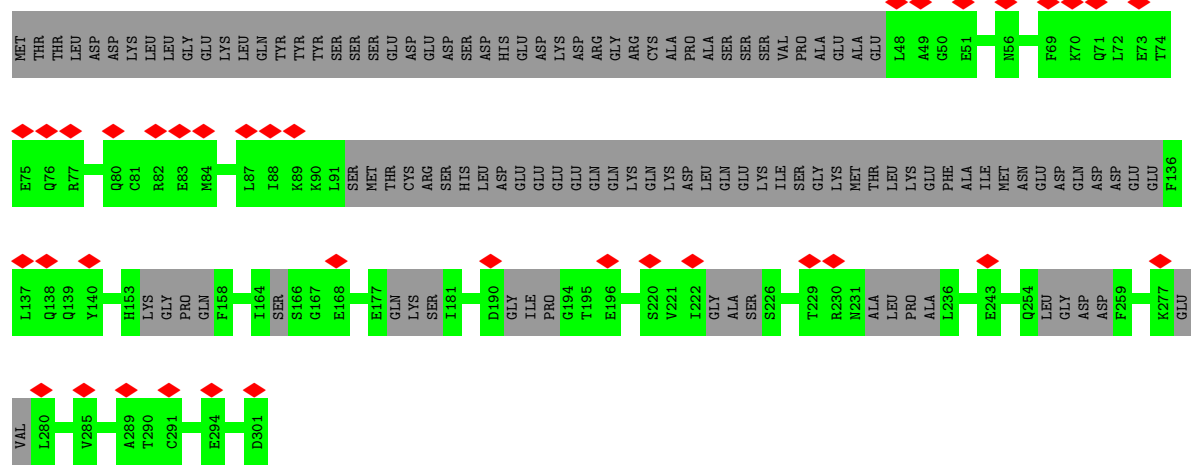 MET THR THR LEU ASP ASP LYS LEU LEU GLY GLU LYS LEU GLN TYR TYR TYR SER SER SER GLU ASP GLU ASP SER ASP HIS GLU ASP LYS ASP ARG GLY ARG CYS ALA PRO ALA SER SER SER VAL PRO ALA GLU ALA GLU L48 A49 G50 E51 N56 F69 K70 Q71 L72 E73 T74
E75 Q76 R77 Q80 C81 R82 E83 M84 L87 I88 K89 K90 L91 SER MET THR CYS ARG SER HIS LEU ASP GLU GLU GLU GLU GLN GLN LYS GLN LYS ASP LEU GLN GLU LYS ILE SER GLY LYS MET THR LEU LYS GLU PHE ALA ILE MET ASN GLU ASP GLN ASP ASP GLU GLU F136
L137 Q138 Q139 Y140 H153 LYS GLY PRO GLN F158 I164 SER S166 G167 E168 E177 GLN LYS SER I181 D190 GLY ILE PRO G194 T195 E196 S220 V221 I222 GLY ALA SER S226 T229 R230 N231 ALA LEU PRO ALA L236 E243 Q254 LEU GLY ASP ASP F259 K277 GLU
VAL L280 V285 A289 T290 C291 E294 D301